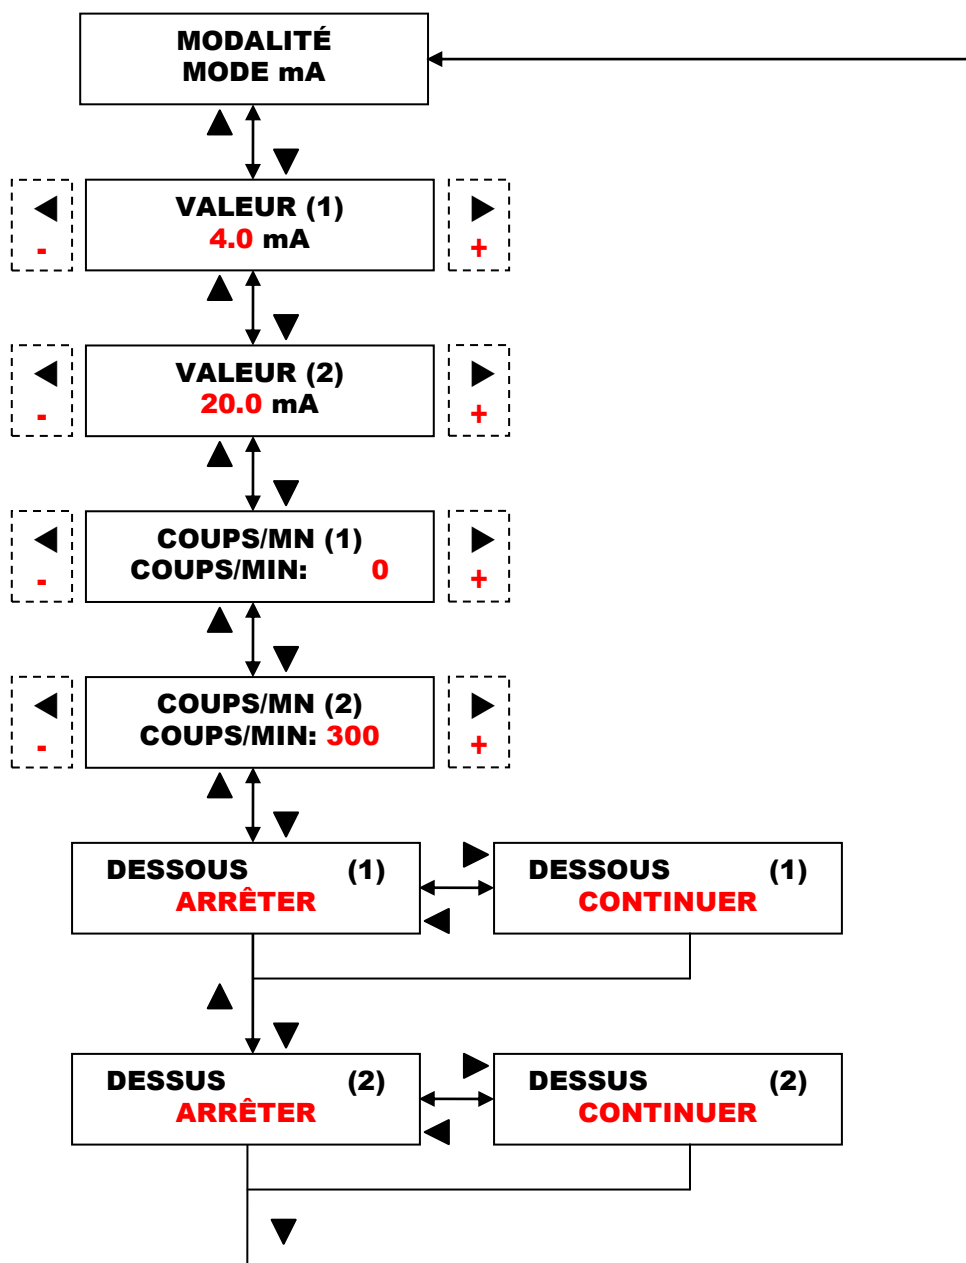 MODALITÉ
MODE mA
VALEUR (1)
4.0 mA
-
+
VALEUR (2)
20.0 mA
-
+
COUPS/MN (1)
COUPS/MIN: 0
-
+
COUPS/MN (2)
COUPS/MIN: 300
-
+
DESSOUS (1)
ARRÊTER
DESSOUS (1)
CONTINUER
DESSUS (2)
ARRÊTER
DESSUS (2)
CONTINUER